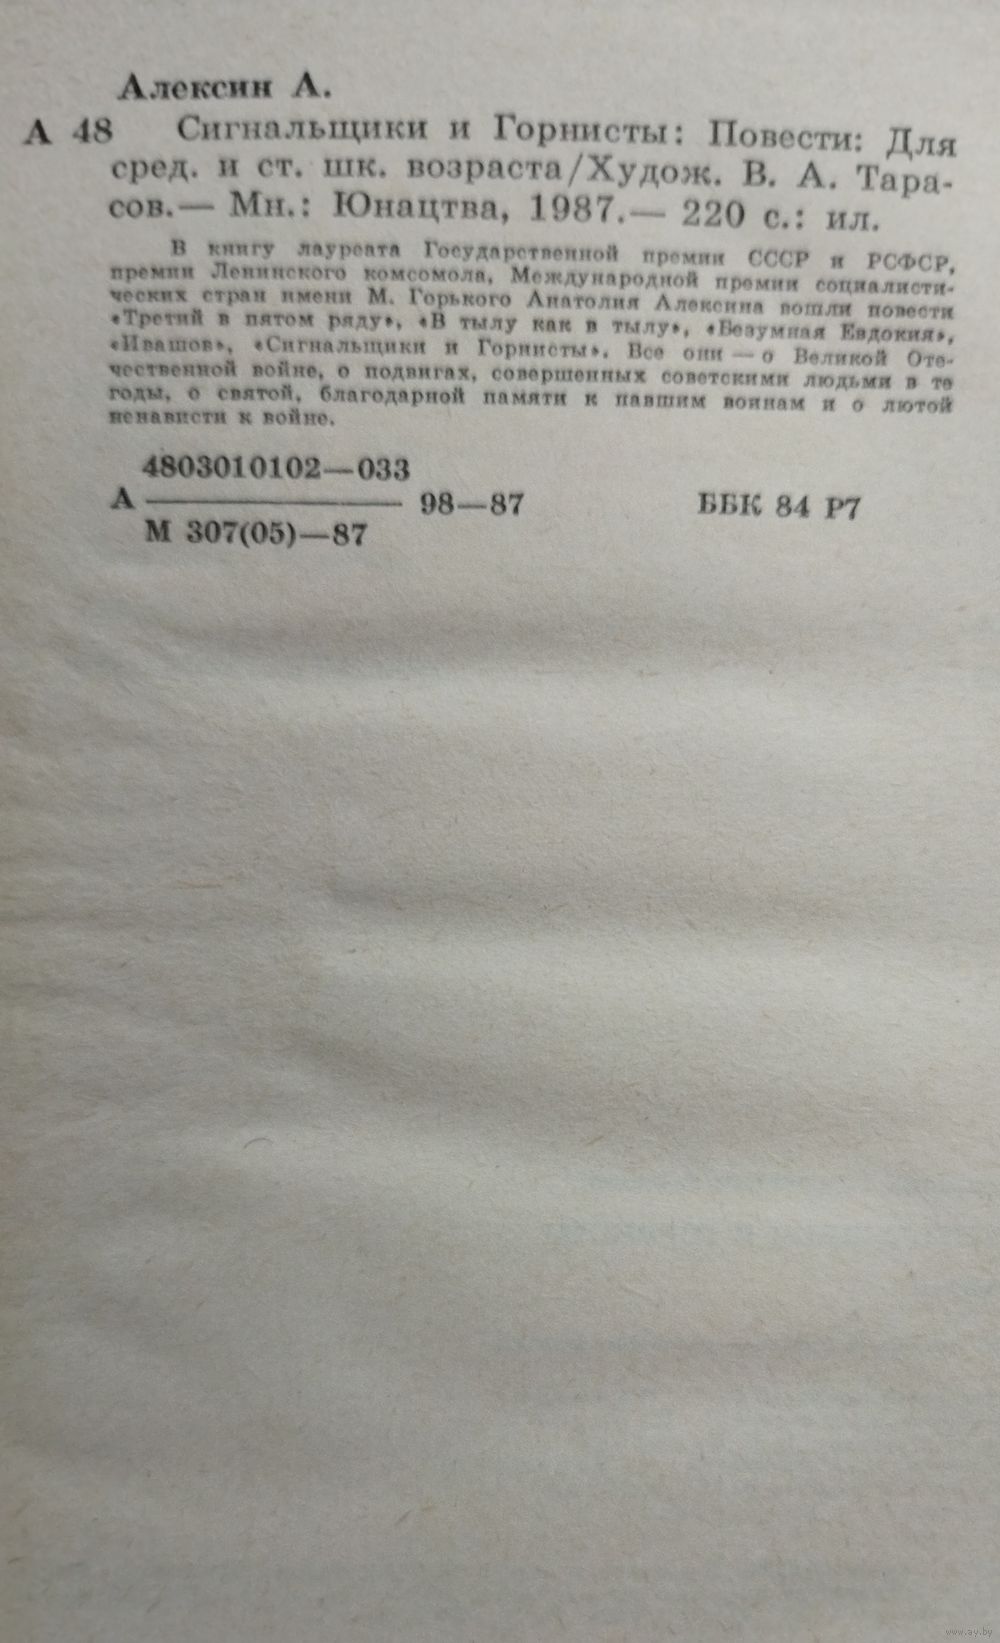 Алексин А.
А 48 Сигнальщики и Горнисты: Повести: Для
сред. и ст. шк. возраста/Худож. В. А. Тара-
сов.— Мн.: Юнацтва, 1987.— 220 с.: ил.
В книгу лауреата Государственной премии СССР и РСФСР,
премии Ленинского комсомола, Международной премии социалисти-
ческих стран имени М. Горького Анатолия Алексина вошли повести
«Третий в пятом ряду», «В тылу как в тылу», «Безумная Евдокия»,
«Ивашов», «Сигнальщики и Горнисты». Все они — о Великой Оте-
чественной войне, о подвигах, совершенных советскими людьми в те
годы, о святой, благодарной памяти к павшим воинам и о лютой
ненависти к войне.
4803010102—033
А 98—87 ББК 84 Р7
М 307(05)—87
www.ay.by